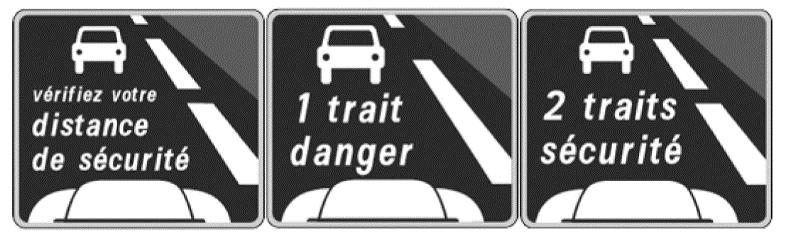 vérifiez votre
distance
de sécurité
1 trait
danger
2 traits
sécurité